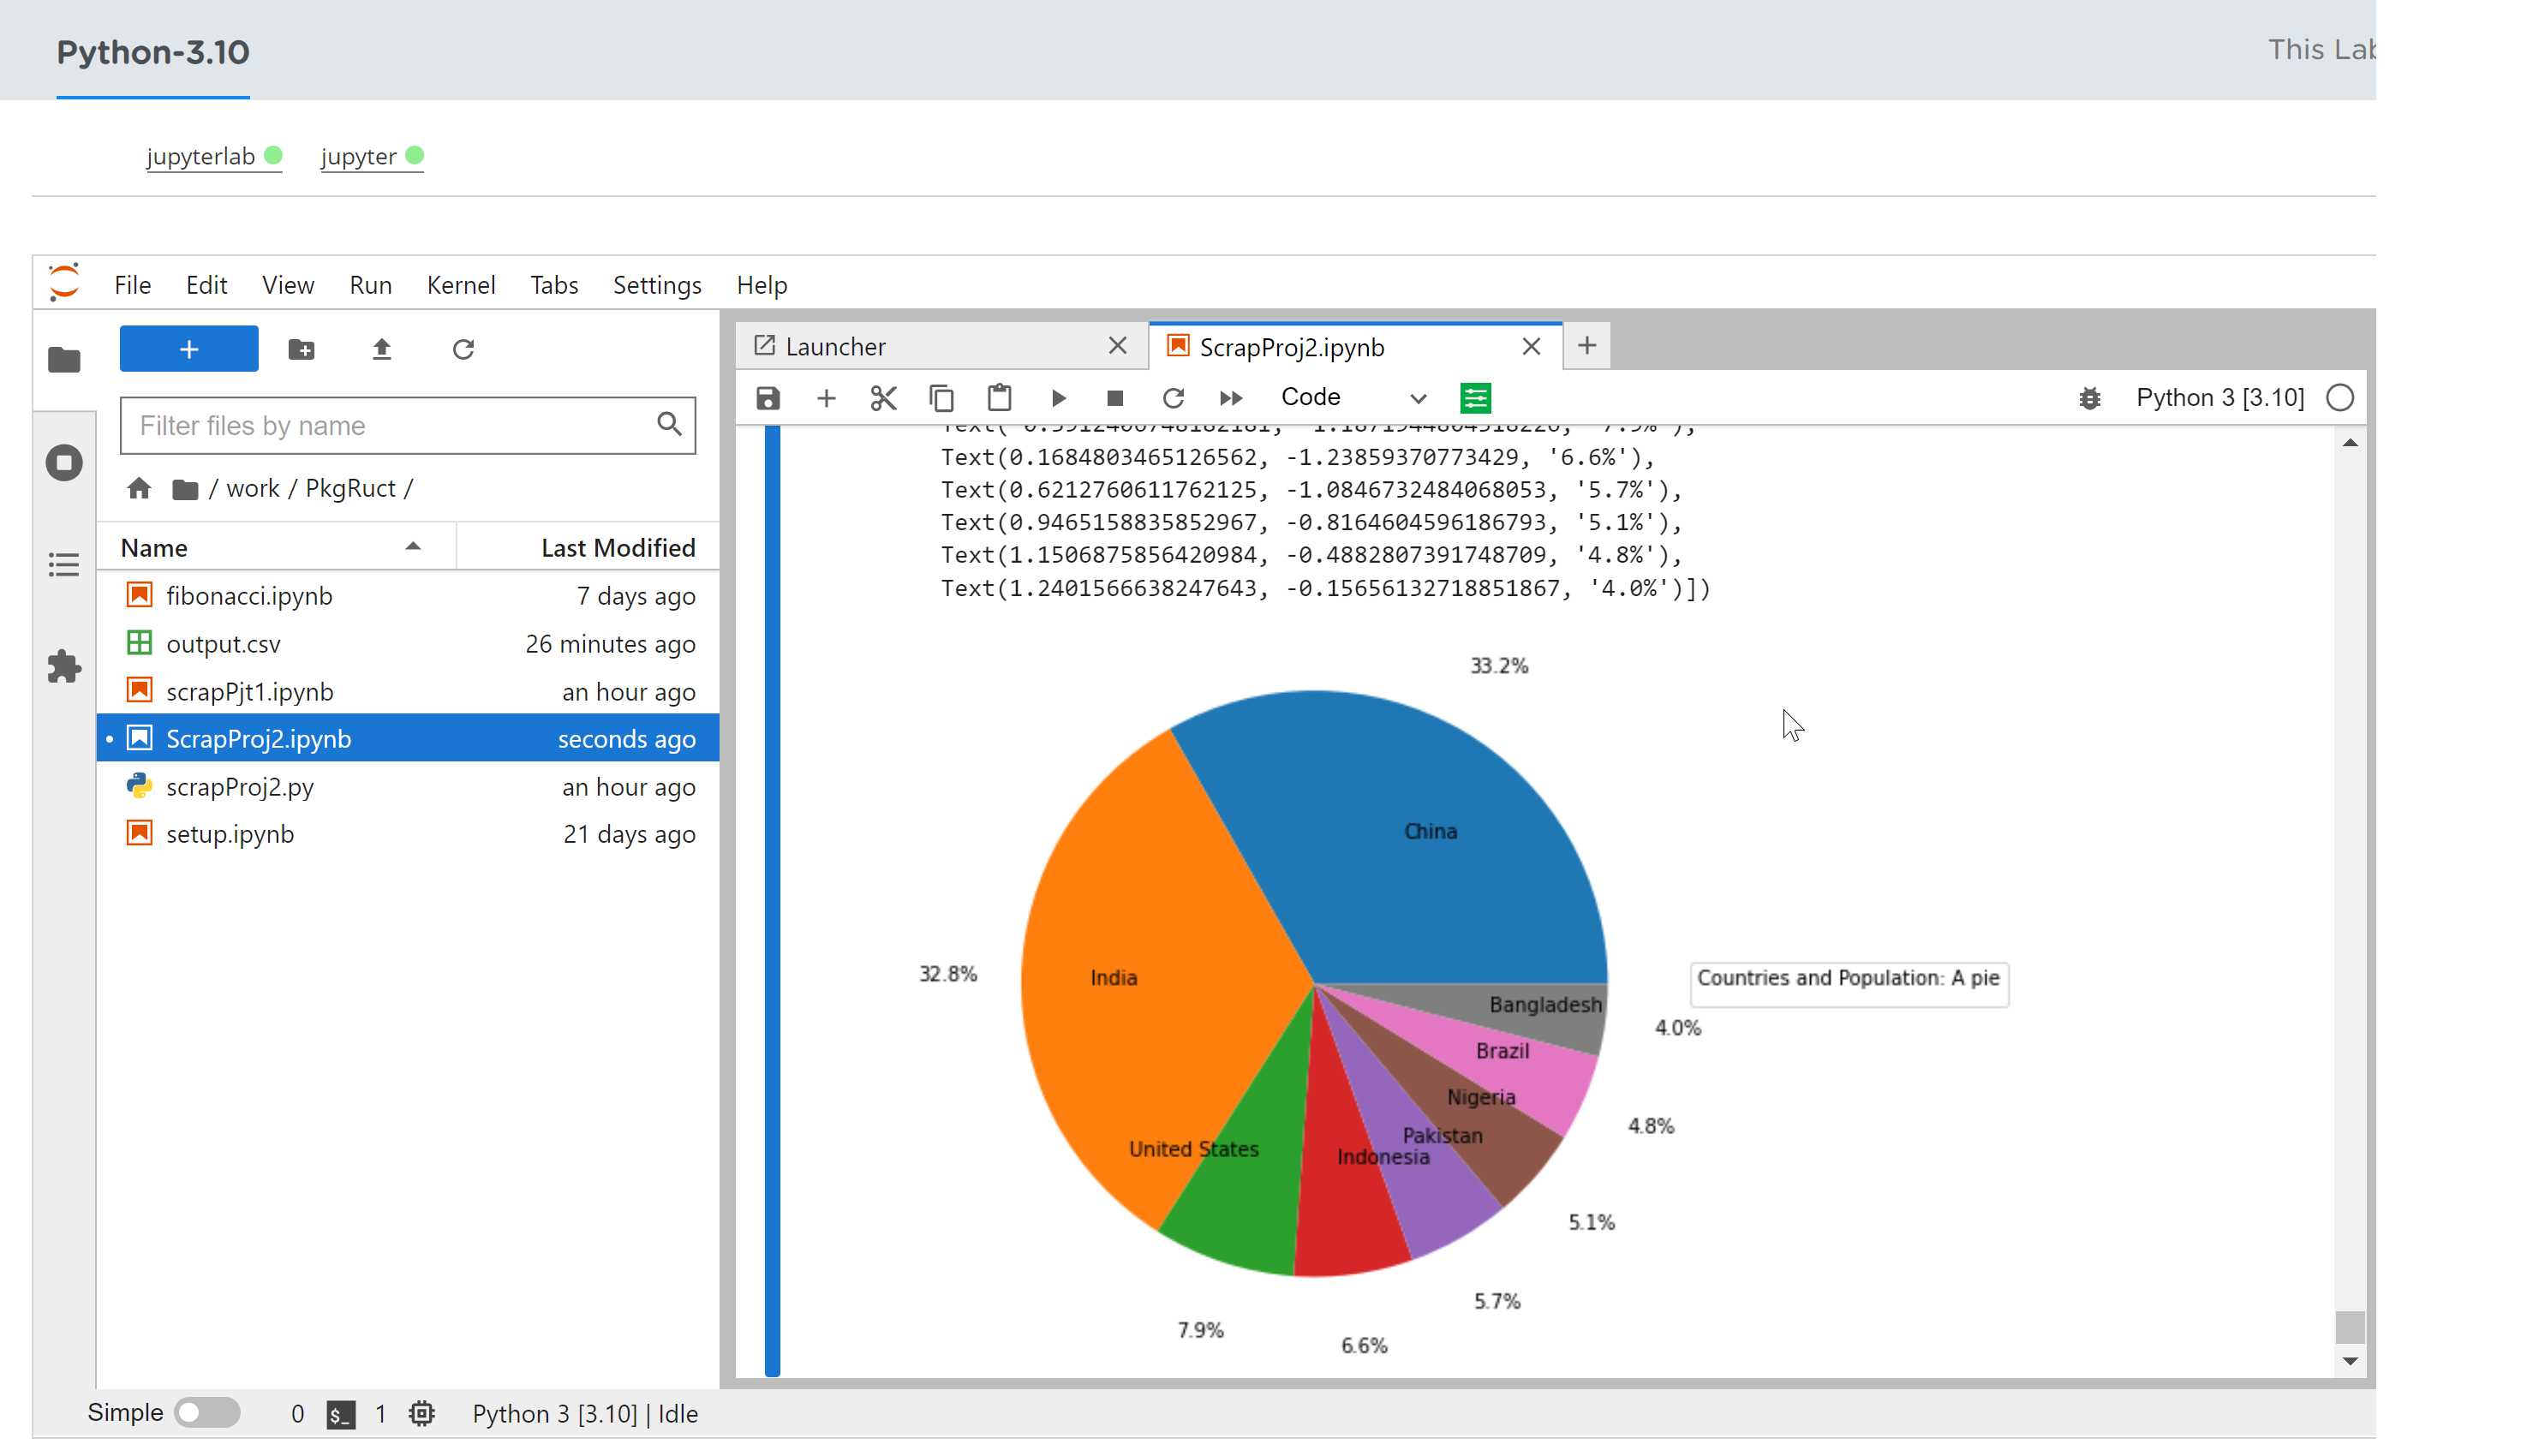 Python-3.10
This Lab
jupyterlab jupyter
File Edit View Run Kernel Tabs Settings Help
Filter files by name
/ work / PkgRuct /
Name Last Modified
fibonacci.ipynb 7 days ago
output.csv 26 minutes ago
scrapPjt1.ipynb an hour ago
ScrapProj2.ipynb seconds ago
scrapProj2.py an hour ago
setup.ipynb 21 days ago
Launcher
ScrapProj2.ipynb
Code
Python 3 [3.10]
Text(0.1684803465126562, -1.23859370773429, '6.6%'),
Text(0.6212760611762125, -1.0846732484068053, '5.7%'),
Text(0.9465158835852967, -0.8164604596186793, '5.1%'),
Text(1.1506875856420984, -0.4882807391748709, '4.8%'),
Text(1.2401566638247643, -0.15656132718851867, '4.0%')])
33.2%
China
32.8%
India
Countries and Population: A pie
Bangladesh
4.0%
Brazil
Nigeria
4.8%
Pakistan
United States
Indonesia
5.1%
5.7%
7.9%
6.6%
Simple 0 $_ 1 Python 3 [3.10] | Idle